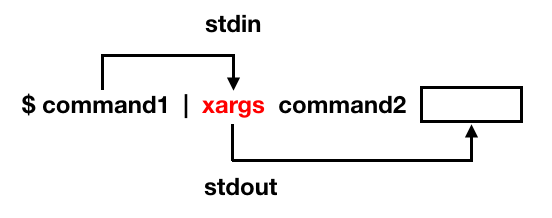 stdin
$ command1 | xargs command2
stdout